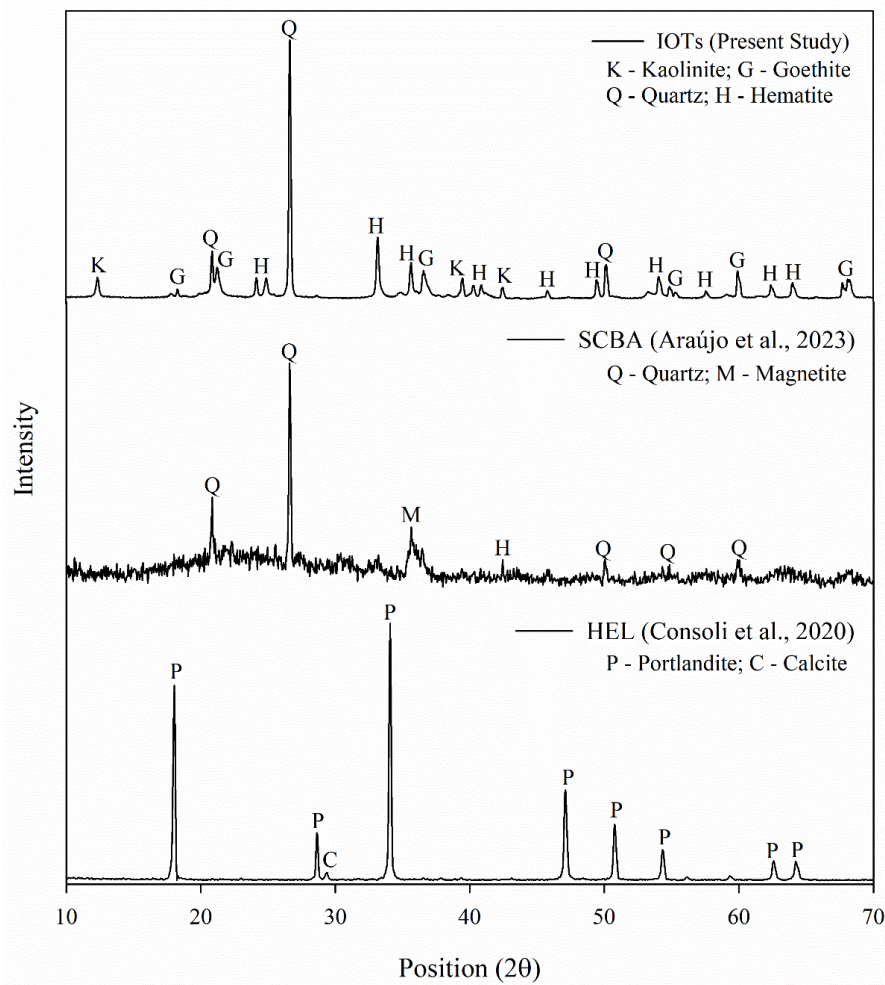 Q
IOTs (Present Study)
K - Kaolinite; G - Goethite
Q - Quartz; H - Hematite
K
G
Q
G
H
H
H
G
K
H
K
H
H
Q
H
G
H
G
H
H
G
SCBA (Araújo et al., 2023)
Q - Quartz; M - Magnetite
Q
Q
M
H
Q
Q
Q
HEL (Consoli et al., 2020)
P - Portlandite; C - Calcite
P
P
C
P
P
P
P
P
P
Intensity
10 20 30 40 50 60 70
Position (2θ)